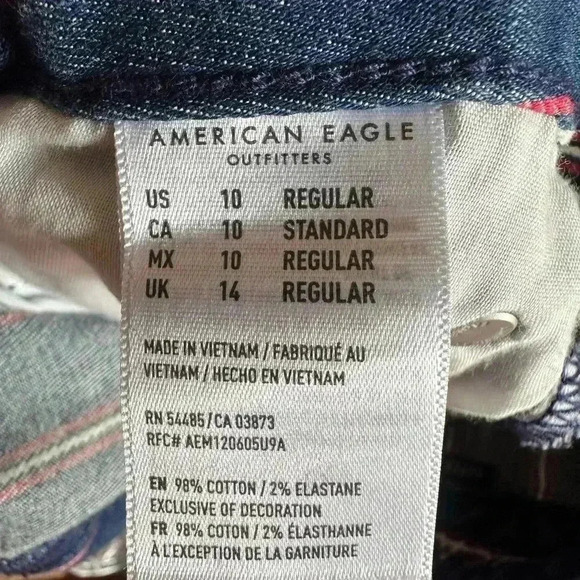 AMERICAN EAGLE
OUTFITTERS
US 10 REGULAR
CA 10 STANDARD
MX 10 REGULAR
UK 14 REGULAR
MADE IN VIETNAM / FABRIQUÉ AU
VIETNAM / HECHO EN VIETNAM
RN 54485 / CA 03873
RFC# AEM120605U9A
EN 98% COTTON / 2% ELASTANE
EXCLUSIVE OF DECORATION
FR 98% COTON / 2% ÉLASTHANNE
À L'EXCEPTION DE LA GARNITURE